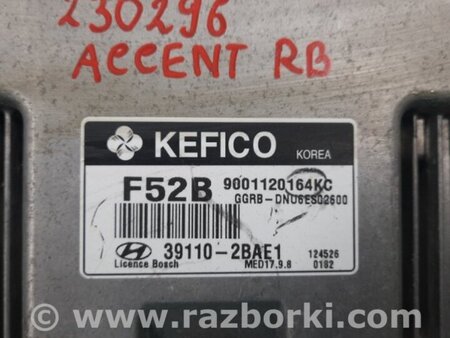 230296
ACCENT RB
KEFICO
KOREA
F52B 9001120164KC
GGRB-DNU6ES02600
39110-2BAE1 124526
Licence Bosch MED17.9.8 0182
© www.razborki.com